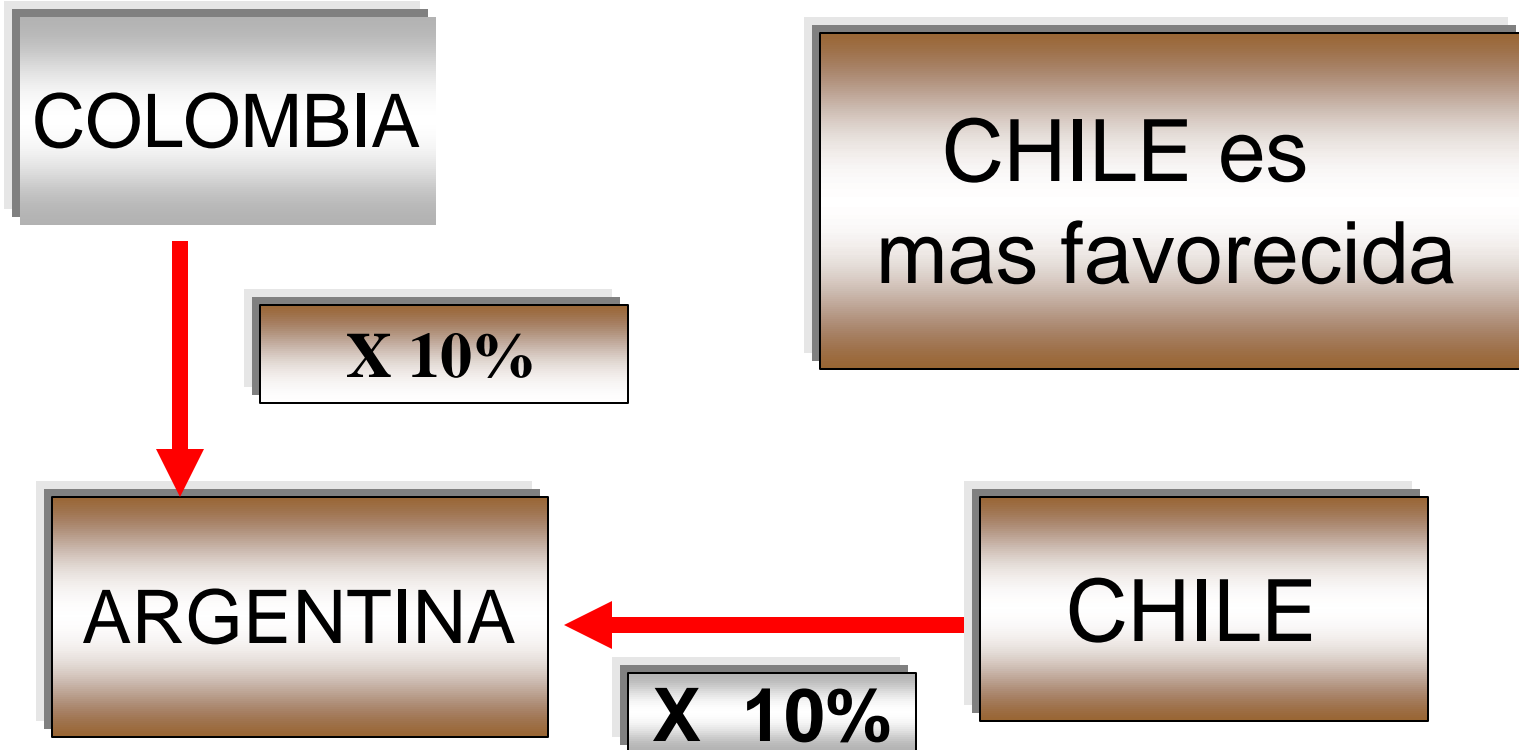 COLOMBIA
CHILE es
mas favorecida
X 10%
ARGENTINA
CHILE
X 10%